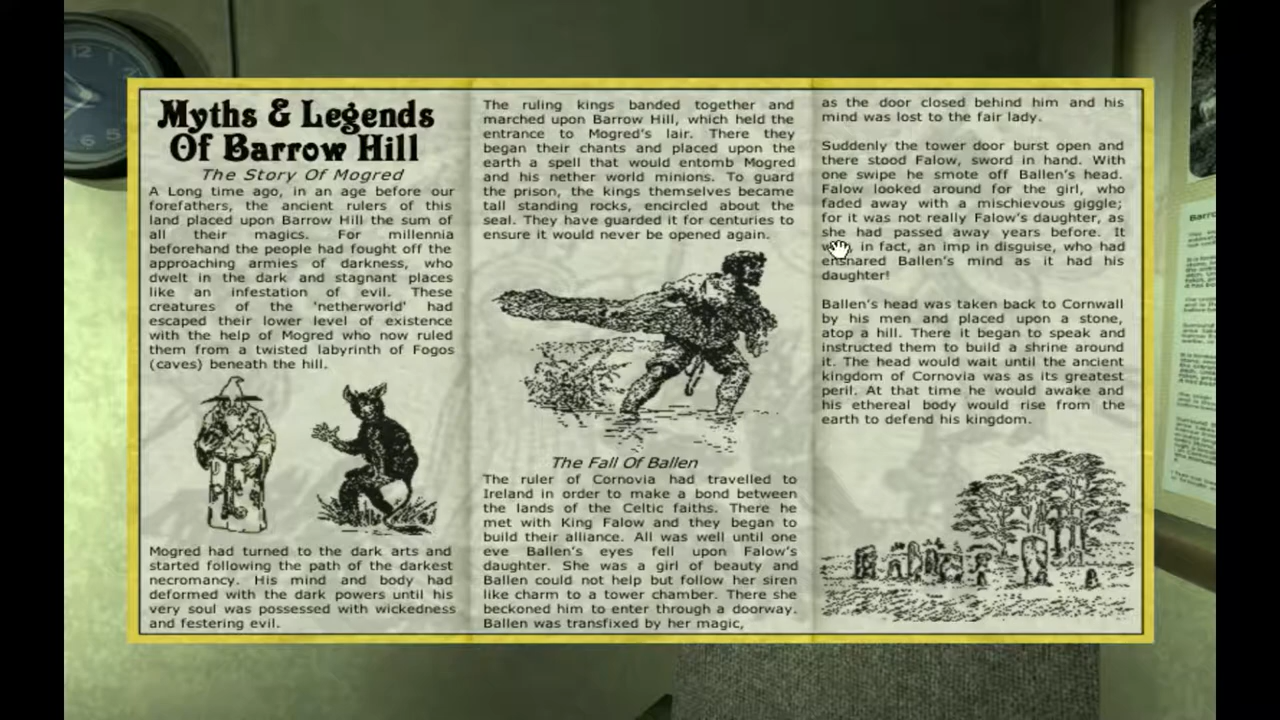 Myths & Legends
Of Barrow Hill
The Story Of Mogred
A Long time ago, in an age before our
forefathers, the ancient rulers of this
land placed upon Barrow Hill the sum of
all their magics. For millennia
beforehand the people had fought off the
approaching armies of darkness, who
dwelt in the dark and stagnant places
like an infestation of evil. These
creatures of the 'netherworld' had
escaped their lower level of existence
with the help of Mogred who now ruled
them from a twisted labyrinth of Fogos
(caves) beneath the hill.
Mogred had turned to the dark arts and
started following the path of the darkest
necromancy. His mind and body had
deformed with the dark powers until his
very soul was possessed with wickedness
and festering evil.
The ruling kings banded together and
marched upon Barrow Hill, which held the
entrance to Mogred's lair. There they
began their chants and placed upon the
earth a spell that would entomb Mogred
and his nether world minions. To guard
the prison, the kings themselves became
tall standing rocks, encircled about the
seal. They have guarded it for centuries to
ensure it would never be opened again.
The Fall Of Ballen
The ruler of Cornovia had travelled to
Ireland in order to make a bond between
the lands of the Celtic faiths. There he
met with King Falow and they began to
build their alliance. All was well until one
eve Ballen's eyes fell upon Falow's
daughter. She was a girl of beauty and
Ballen could not help but follow her siren
like charm to a tower chamber. There she
beckoned him to enter through a doorway.
Ballen was transfixed by her magic,
as the door closed behind him and his
mind was lost to the fair lady.
Suddenly the tower door burst open and
there stood Falow, sword in hand. With
one swipe he smote off Ballen's head.
Falow looked around for the girl, who
faded away with a mischievous giggle;
for it was not really Falow's daughter, as
she had passed away years before. It
in fact, an imp in disguise, who had
ensnared Ballen's mind as it had his
daughter!
Ballen's head was taken back to Cornwall
by his men and placed upon a stone,
atop a hill. There it began to speak and
instructed them to build a shrine around
it. The head would wait until the ancient
kingdom of Cornovia was as its greatest
peril. At that time he would awake and
his ethereal body would rise from the
earth to defend his kingdom.
12
6